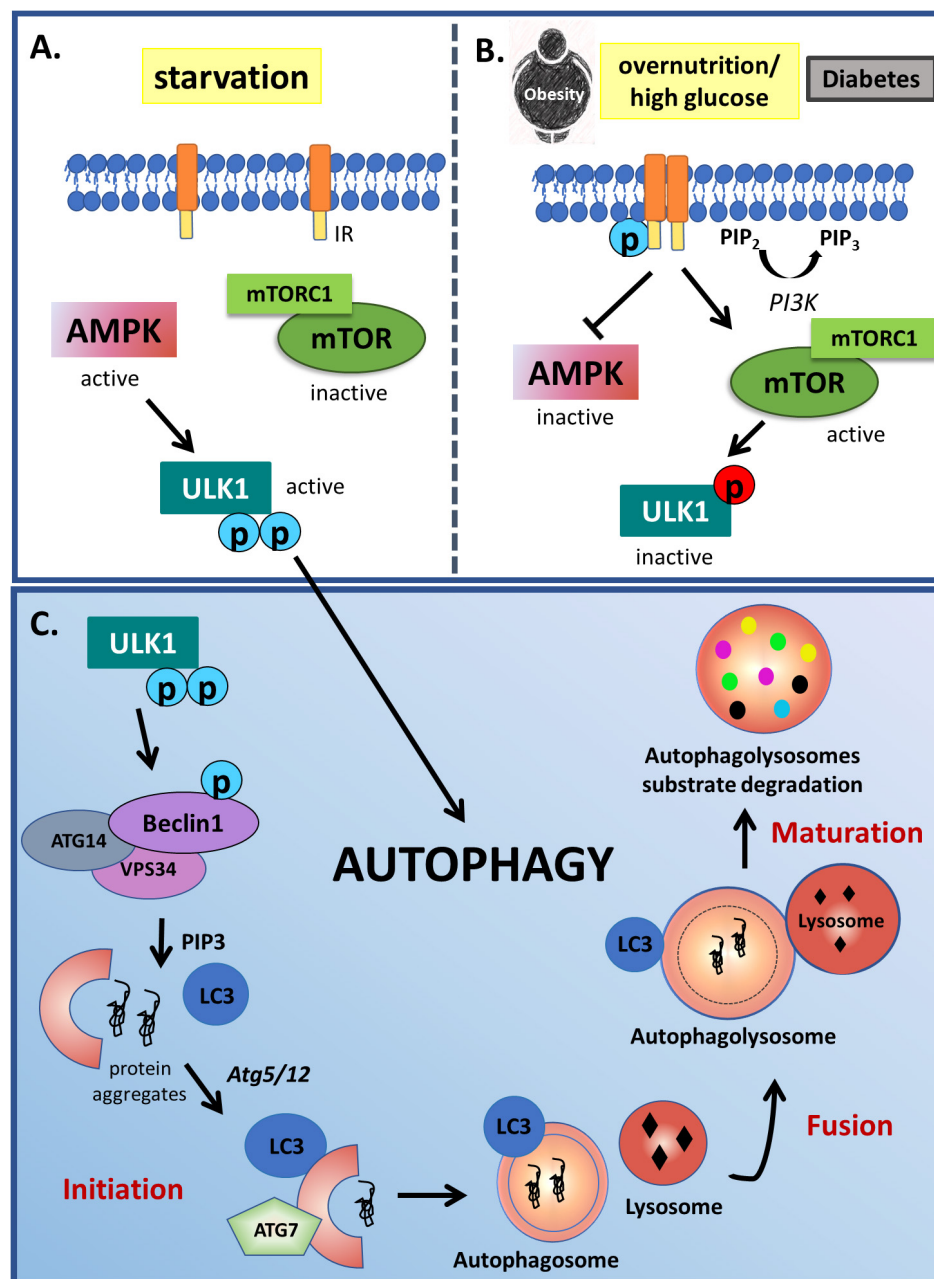 A.
starvation
IR
AMPK
active
mTORC1
mTOR
inactive
ULK1
active
p p
B.
Obesity
overnutrition/
high glucose
Diabetes
p
PIP2
PIP3
PI3K
AMPK
inactive
mTORC1
mTOR
active
p
ULK1
inactive
C.
ULK1
p p
p
Beclin1
ATG14
VPS34
PIP3
LC3
protein
aggregates
Atg5/12
LC3
ATG7
Initiation
AUTOPHAGY
LC3
Autophagosome
Lysosome
Fusion
LC3
Lysosome
Autophagolysosome
Maturation
Autophagolysosomes
substrate degradation